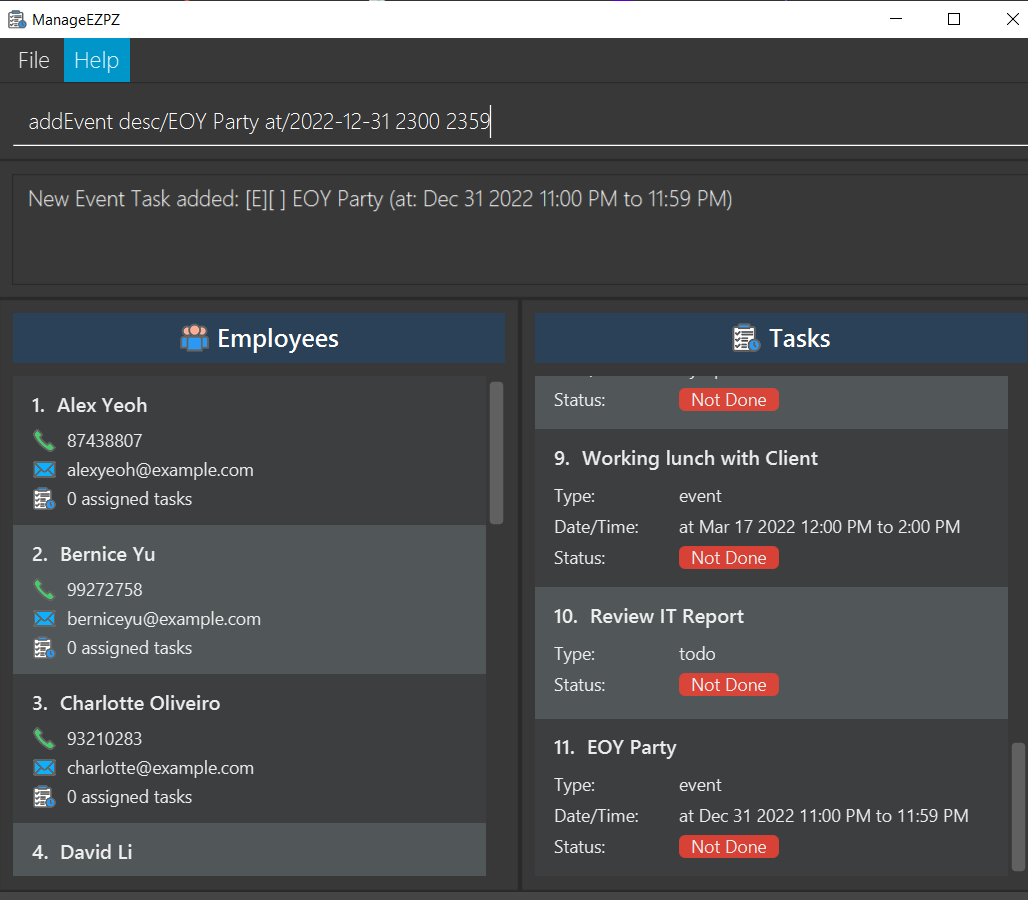 ManageEZPZ
File Help
addEvent desc/EOY Party at/2022-12-31 2300 2359
New Event Task added: [E][ ] EOY Party (at: Dec 31 2022 11:00 PM to 11:59 PM)
Employees
1. Alex Yeoh
87438807
alexyeoh@example.com
0 assigned tasks
2. Bernice Yu
99272758
berniceyu@example.com
0 assigned tasks
3. Charlotte Oliveiro
93210283
charlotte@example.com
0 assigned tasks
4. David Li
Tasks
Status: Not Done
9. Working lunch with Client
Type: event
Date/Time: at Mar 17 2022 12:00 PM to 2:00 PM
Status: Not Done
10. Review IT Report
Type: todo
Status: Not Done
11. EOY Party
Type: event
Date/Time: at Dec 31 2022 11:00 PM to 11:59 PM
Status: Not Done